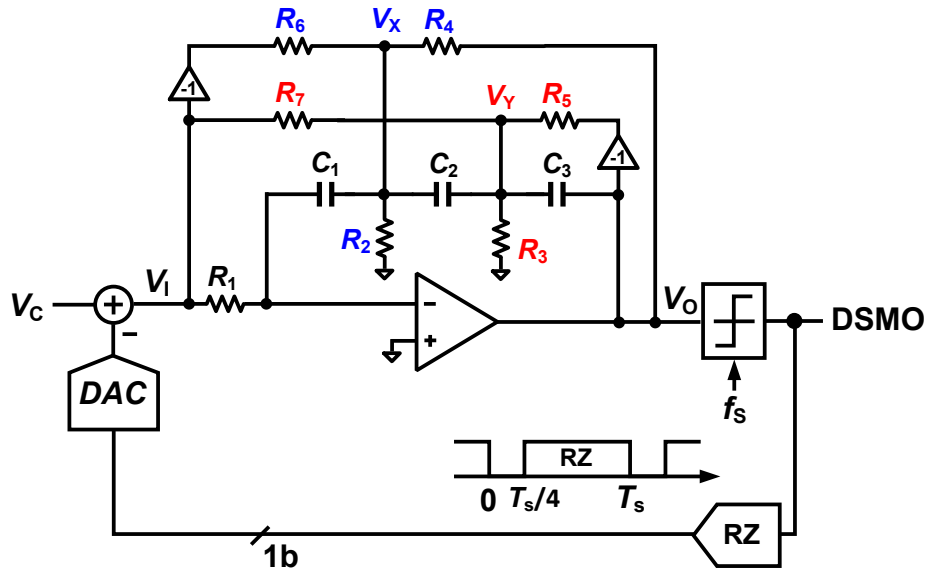 R6 VX R4
-1
R7 VY R5
-1
C1 C2 C3
R2 R3
VC + VI R1 − + VO DSMO
−
DAC
fS
RZ
0 Ts/4 Ts
1b RZ